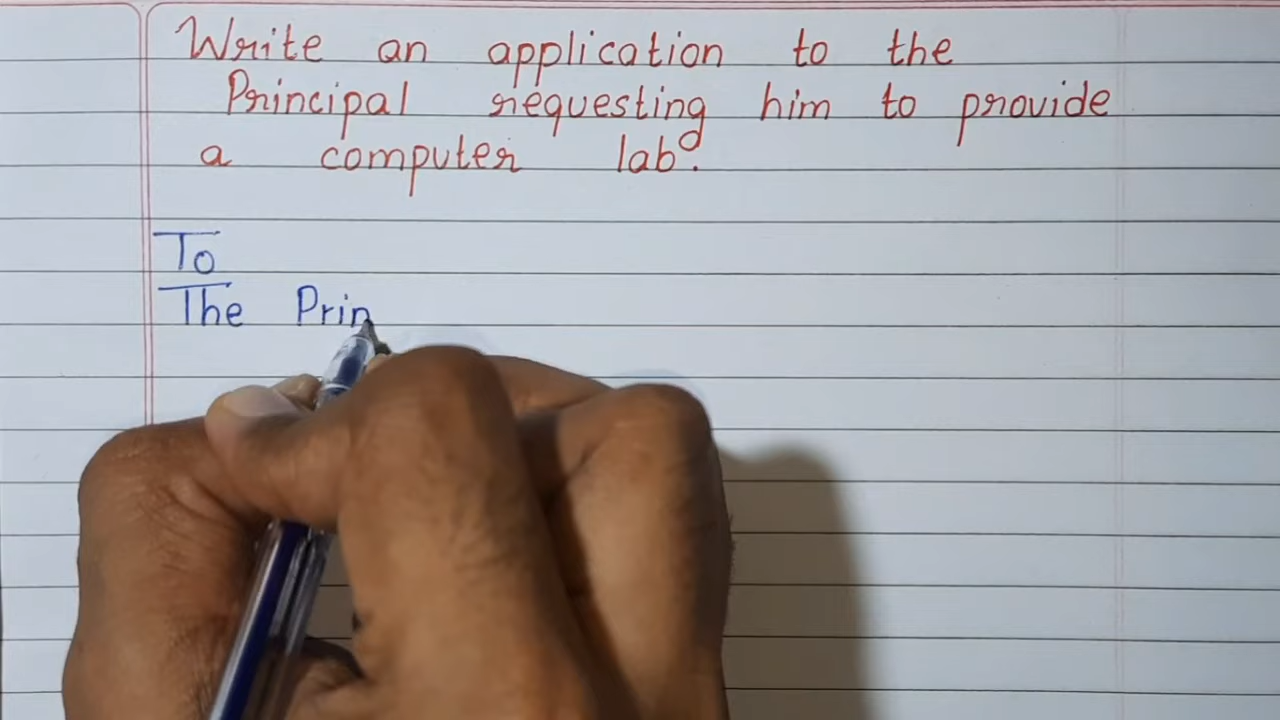 Write an application to the
Principal requesting him to provide
a computer lab.
To
The Prin